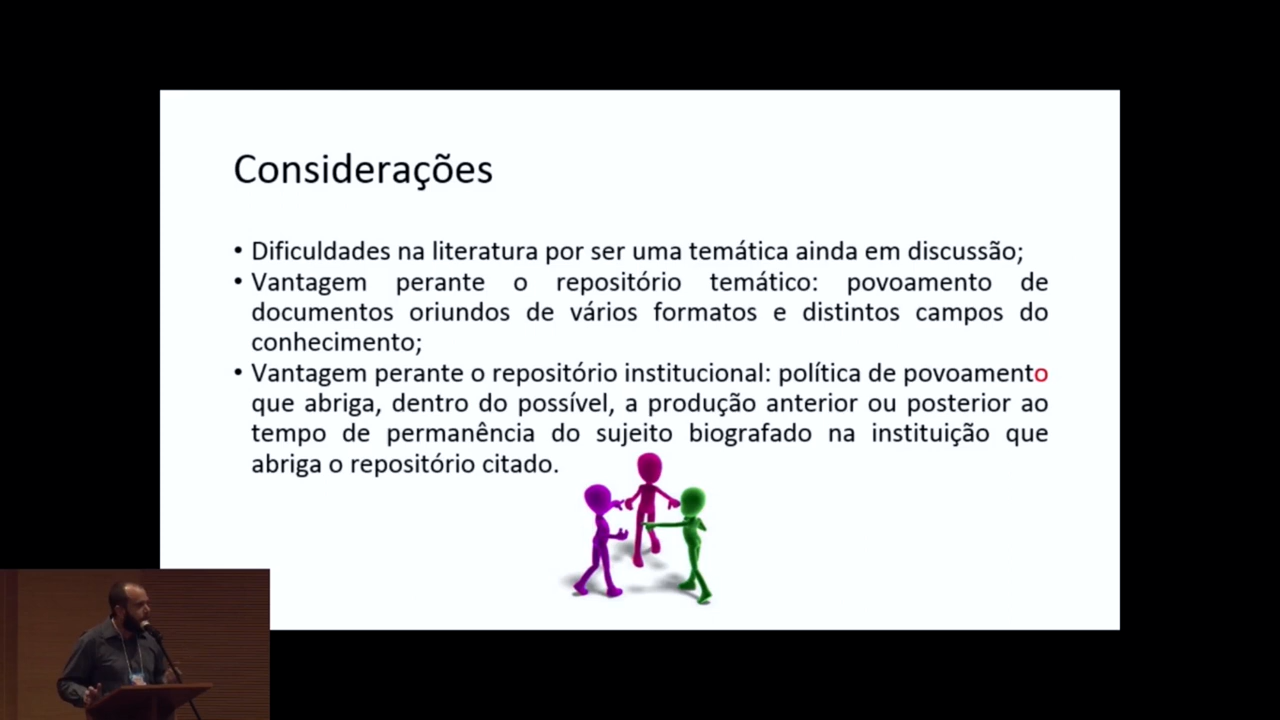 Considerações
• Dificuldades na literatura por ser uma temática ainda em discussão;
• Vantagem perante o repositório temático: povoamento de
documentos oriundos de vários formatos e distintos campos do
conhecimento;
• Vantagem perante o repositório institucional: política de povoamento
que abriga, dentro do possível, a produção anterior ou posterior ao
tempo de permanência do sujeito biografado na instituição que
abriga o repositório citado.